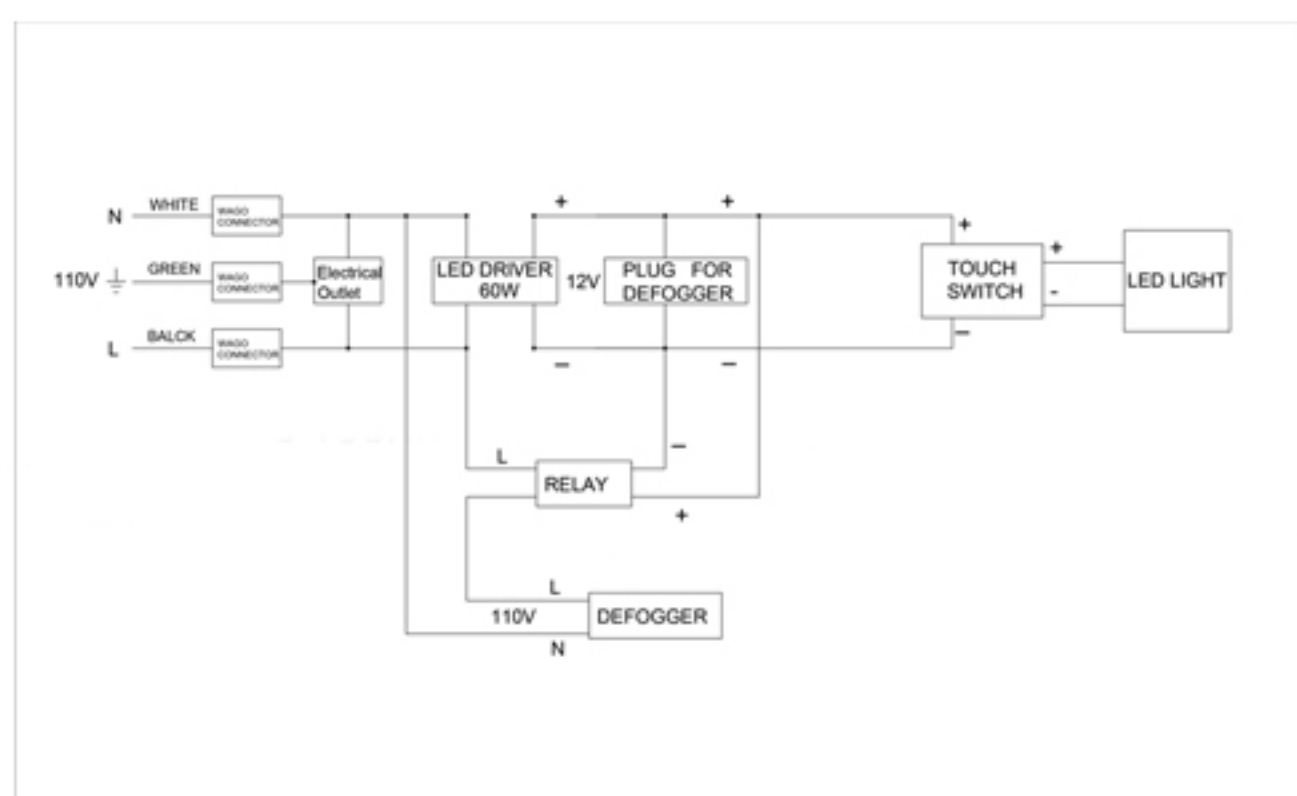 N WHITE WAGO CONNECTOR
110V GREEN WAGO CONNECTOR
L BALCK WAGO CONNECTOR
Electrical
Outlet
LED DRIVER
60W
+
–
12V
PLUG FOR
DEFOGGER
+
–
+
TOUCH
SWITCH
–
+
-
LED LIGHT
L
RELAY
–
+
L
110V
N
DEFOGGER